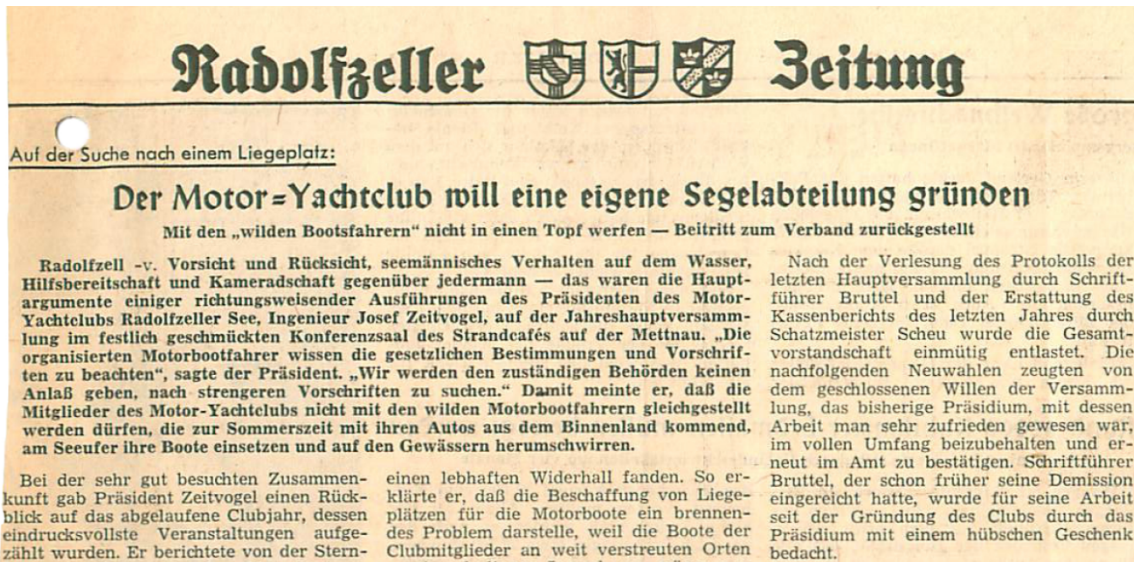 Radolfzeller Zeitung
Auf der Suche nach einem Liegeplatz:
Der Motor=Yachtclub will eine eigene Segelabteilung gründen
Mit den „wilden Bootsfahrern“ nicht in einen Topf werfen — Beitritt zum Verband zurückgestellt
Radolfzell -v. Vorsicht und Rücksicht, seemännisches Verhalten auf dem Wasser,
Hilfsbereitschaft und Kameradschaft gegenüber jedermann — das waren die Haupt-
argumente einiger richtungsweisender Ausführungen des Präsidenten des Motor-
Yachtclubs Radolfzeller See, Ingenieur Josef Zeitvogel, auf der Jahreshauptversamm-
lung im festlich geschmückten Konferenzsaal des Strandcafés auf der Mettnau. „Die
organisierten Motorbootfahrer wissen die gesetzlichen Bestimmungen und Vorschrif-
ten zu beachten“, sagte der Präsident. „Wir werden den zuständigen Behörden keinen
Anlaß geben, nach strengeren Vorschriften zu suchen.“ Damit meinte er, daß die
Mitglieder des Motor-Yachtclubs nicht mit den wilden Motorbootfahrern gleichgestellt
werden dürfen, die zur Sommerszeit mit ihren Autos aus dem Binnenland kommend,
am Seeufer ihre Boote einsetzen und auf den Gewässern herumschwirren.
Bei der sehr gut besuchten Zusammen-
kunft gab Präsident Zeitvogel einen Rück-
blick auf das abgelaufene Clubjahr, dessen
eindrucksvollste Veranstaltungen aufge-
zählt wurden. Er berichtete von der Stern-
einen lebhaften Widerhall fanden. So er-
klärte er, daß die Beschaffung von Liege-
plätzen für die Motorboote ein brennen-
des Problem darstelle, weil die Boote der
Clubmitglieder an weit verstreuten Orten
Nach der Verlesung des Protokolls der
letzten Hauptversammlung durch Schrift-
führer Bruttel und der Erstattung des
Kassenberichts des letzten Jahres durch
Schatzmeister Scheu wurde die Gesamt-
vorstandschaft einmütig entlastet. Die
nachfolgenden Neuwahlen zeugten von
dem geschlossenen Willen der Versamm-
lung, das bisherige Präsidium, mit dessen
Arbeit man sehr zufrieden gewesen war,
im vollen Umfang beizubehalten und er-
neut im Amt zu bestätigen. Schriftführer
Bruttel, der schon früher seine Demission
eingereicht hatte, wurde für seine Arbeit
seit der Gründung des Clubs durch das
Präsidium mit einem hübschen Geschenk
bedacht.